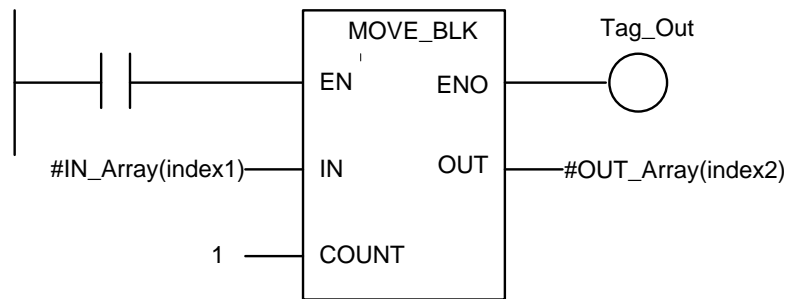 MOVE_BLK
Tag_Out
EN
ENO
#IN_Array(index1)
IN
OUT
#OUT_Array(index2)
1
COUNT